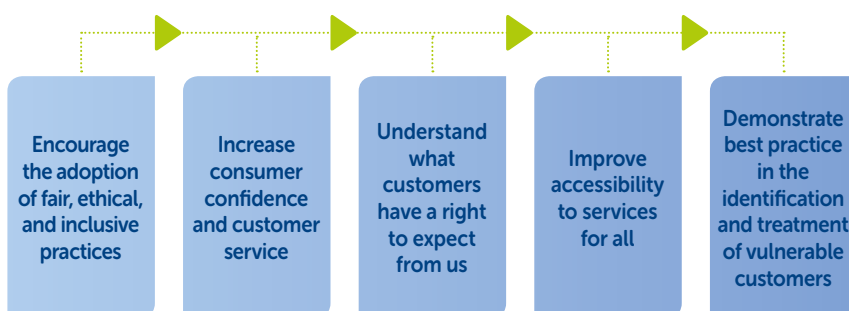 Encourage
the adoption
of fair, ethical,
and inclusive
practices
Increase
consumer
confidence
and customer
service
Understand
what
customers
have a right
to expect
from us
Improve
accessibility
to services
for all
Demonstrate
best practice
in the
identification
and treatment
of vulnerable
customers